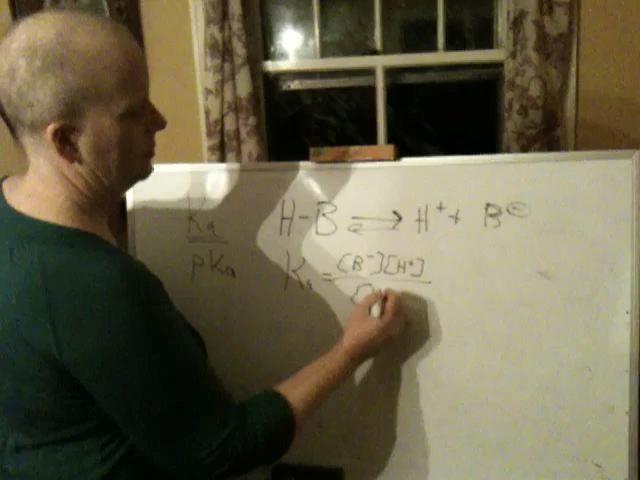 Ka
H-B ⇌ H⁺ + B⊖
pKa
Ka = [B⁻][H⁺]
[